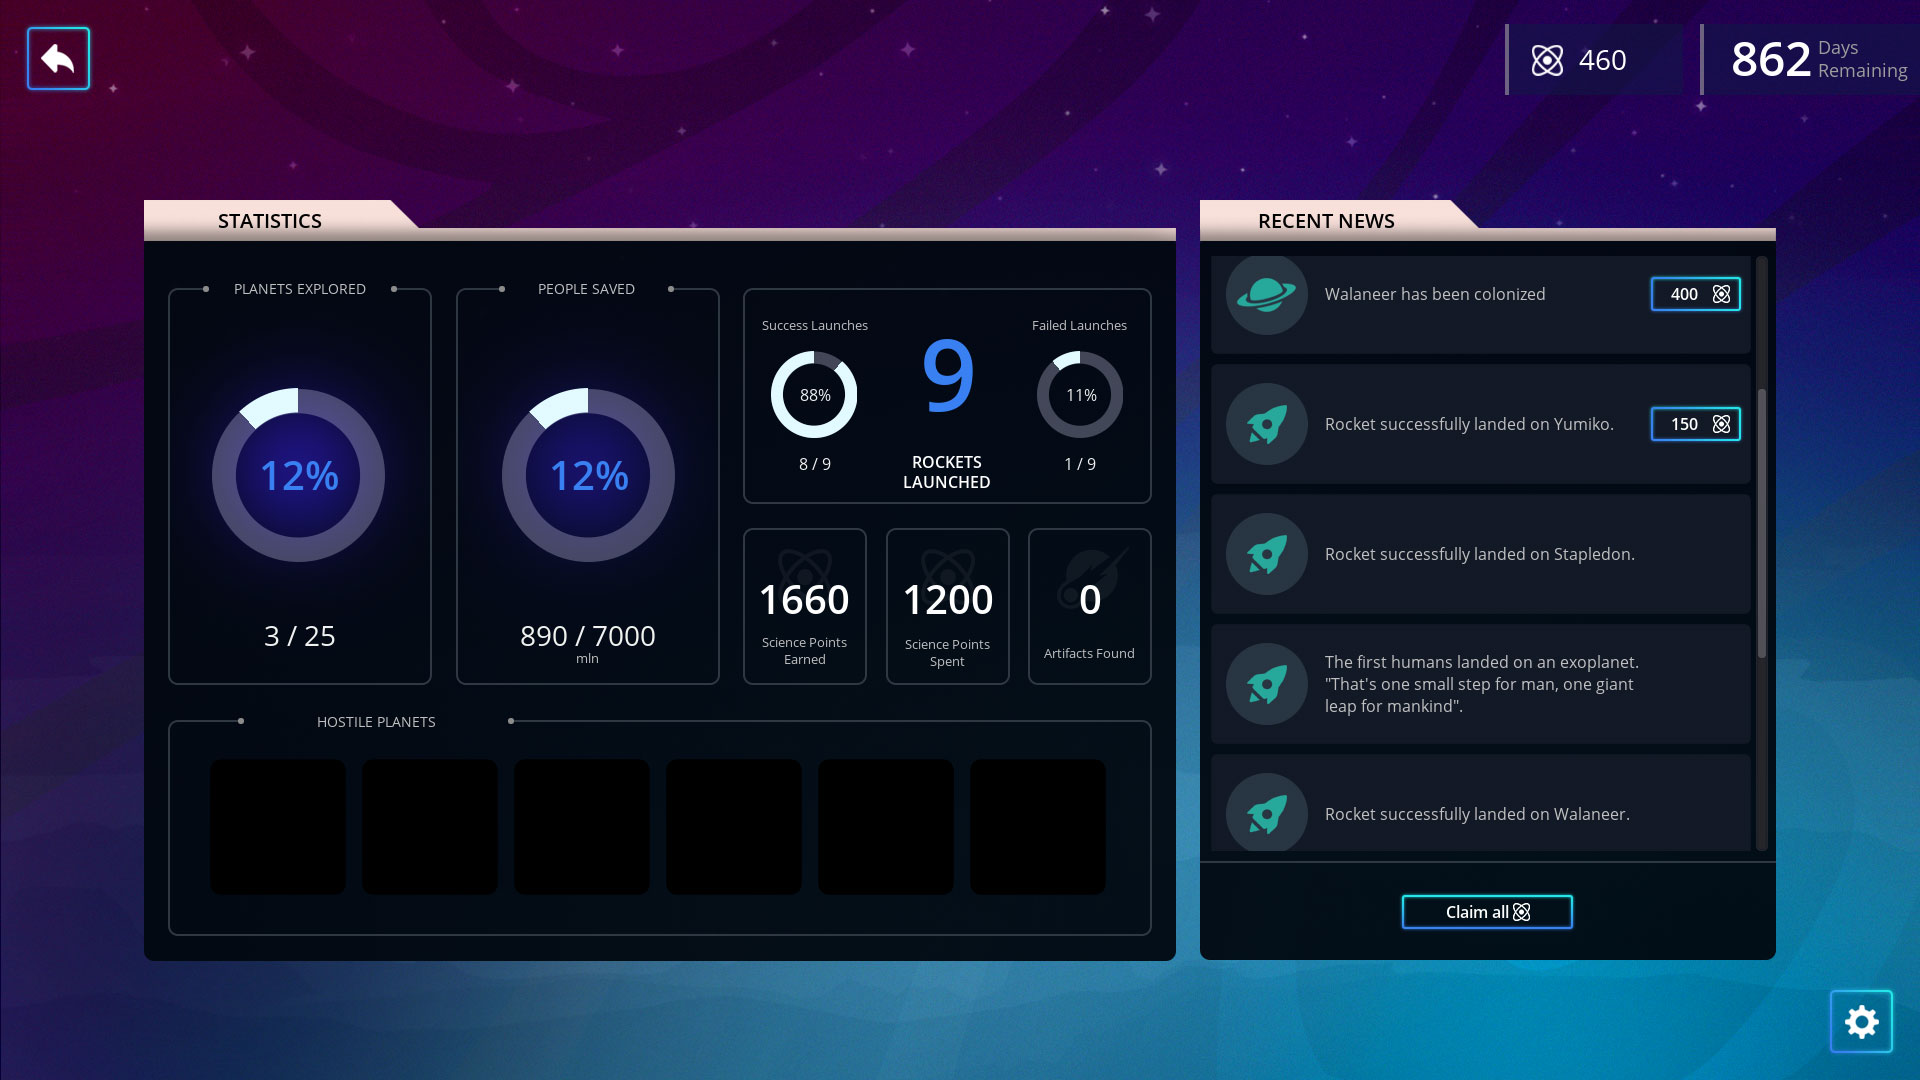 460
862 Days
Remaining
STATISTICS
PLANETS EXPLORED
12%
3 / 25
PEOPLE SAVED
12%
890 / 7000
mln
Success Launches
88%
8 / 9
9
ROCKETS
LAUNCHED
Failed Launches
11%
1 / 9
1660
Science Points
Earned
1200
Science Points
Spent
0
Artifacts Found
HOSTILE PLANETS
RECENT NEWS
Walaneer has been colonized
400
Rocket successfully landed on Yumiko.
150
Rocket successfully landed on Stapledon.
The first humans landed on an exoplanet.
"That's one small step for man, one giant
leap for mankind".
Rocket successfully landed on Walaneer.
Claim all